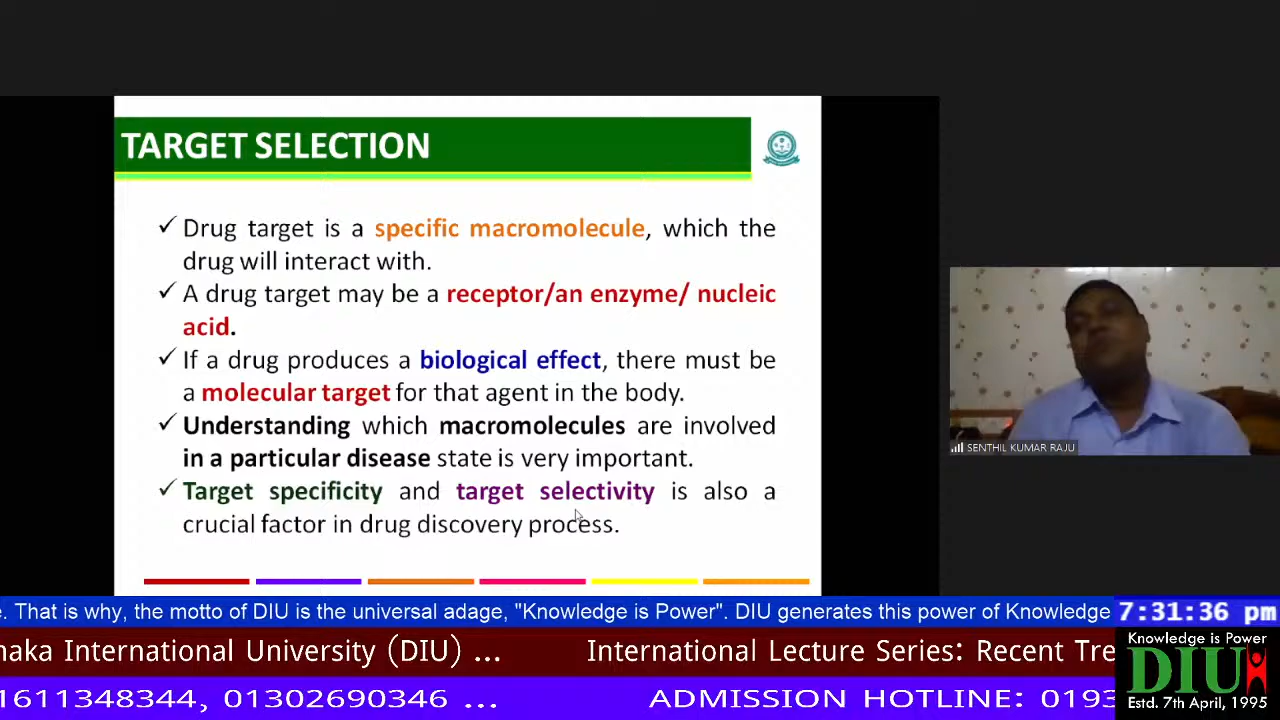 TARGET SELECTION
✓ Drug target is a specific macromolecule, which the
drug will interact with.
✓ A drug target may be a receptor/an enzyme/ nucleic
acid.
✓ If a drug produces a biological effect, there must be
a molecular target for that agent in the body.
✓ Understanding which macromolecules are involved
in a particular disease state is very important.
✓ Target specificity and target selectivity is also a
crucial factor in drug discovery process.
SENTHIL KUMAR RAJU
e. That is why, the motto of DIU is the universal adage, "Knowledge is Power". DIU generates this power of Knowledge
7:31:36 pm
naka International University (DIU) ... International Lecture Series: Recent Tre
1611348344, 01302690346 ... ADMISSION HOTLINE: 0193
Knowledge is Power
DIU
Estd. 7th April, 1995